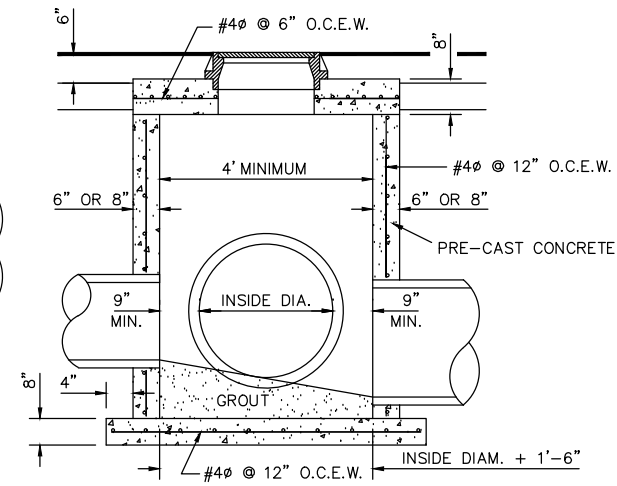 6"
#4ø @ 6" O.C.E.W.
8"
4' MINIMUM
#4ø @ 12" O.C.E.W.
6" OR 8"
6" OR 8"
PRE-CAST CONCRETE
9"
MIN.
INSIDE DIA.
9"
MIN.
8"
4"
GROUT
#4ø @ 12" O.C.E.W.
INSIDE DIAM. + 1'-6"